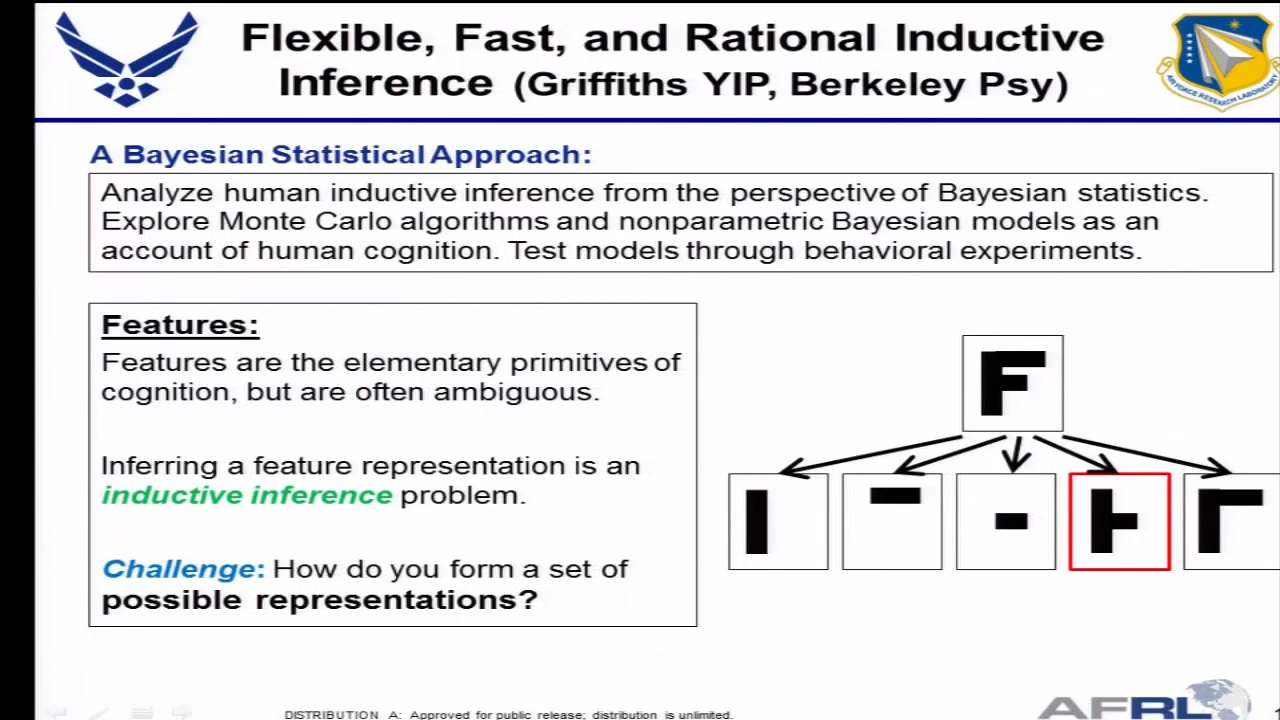 Flexible, Fast, and Rational Inductive
Inference (Griffiths YIP, Berkeley Psy)
AIR FORCE RESEARCH LABORATORY
A Bayesian Statistical Approach:
Analyze human inductive inference from the perspective of Bayesian statistics.
Explore Monte Carlo algorithms and nonparametric Bayesian models as an
account of human cognition. Test models through behavioral experiments.
Features:
Features are the elementary primitives of
cognition, but are often ambiguous.
Inferring a feature representation is an
inductive inference problem.
Challenge: How do you form a set of
possible representations?
F
DISTRIBUTION A: Approved for public release; distribution is unlimited.
AFRL